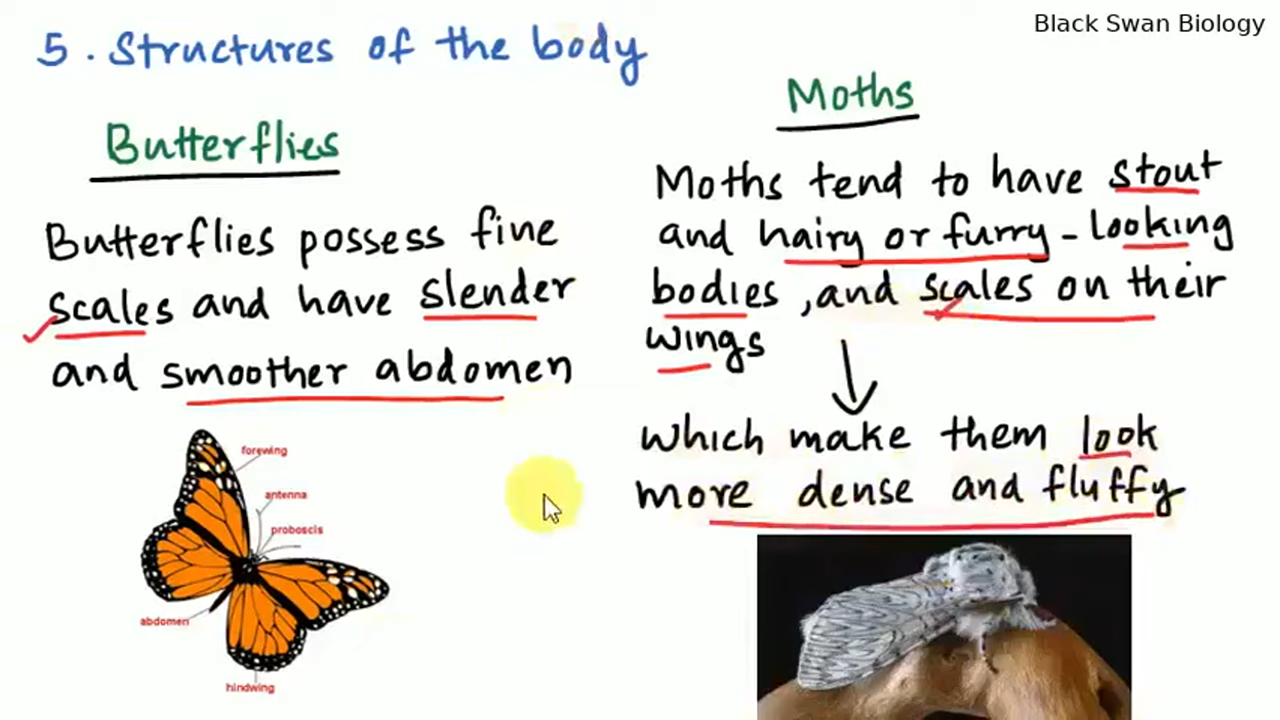 Black Swan Biology
5. Structures of the body
Butterflies
Butterflies possess fine
scales and have slender
and smoother abdomen
forewing
antenna
proboscis
abdomen
hindwing
Moths
Moths tend to have stout
and hairy or furry-looking
bodies, and scales on their
wings
which make them look
more dense and fluffy